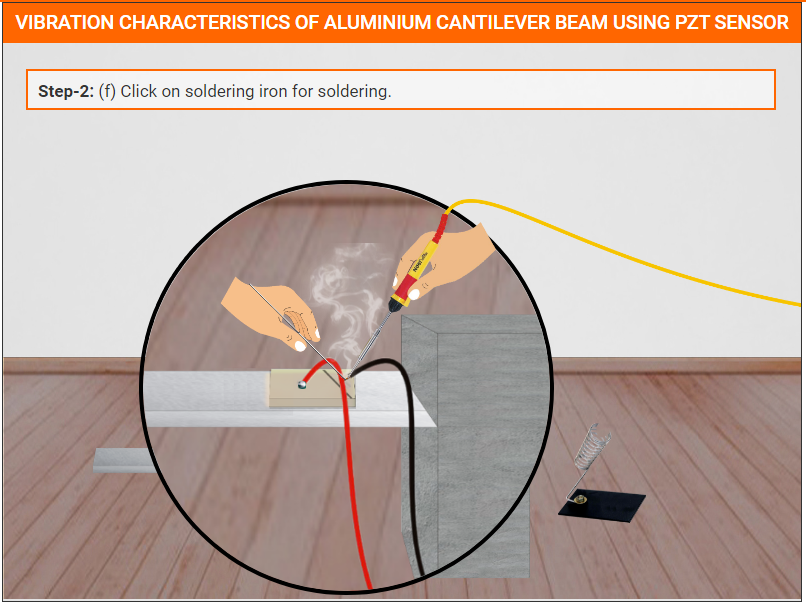 VIBRATION CHARACTERISTICS OF ALUMINIUM CANTILEVER BEAM USING PZT SENSOR
Step-2: (f) Click on soldering iron for soldering.